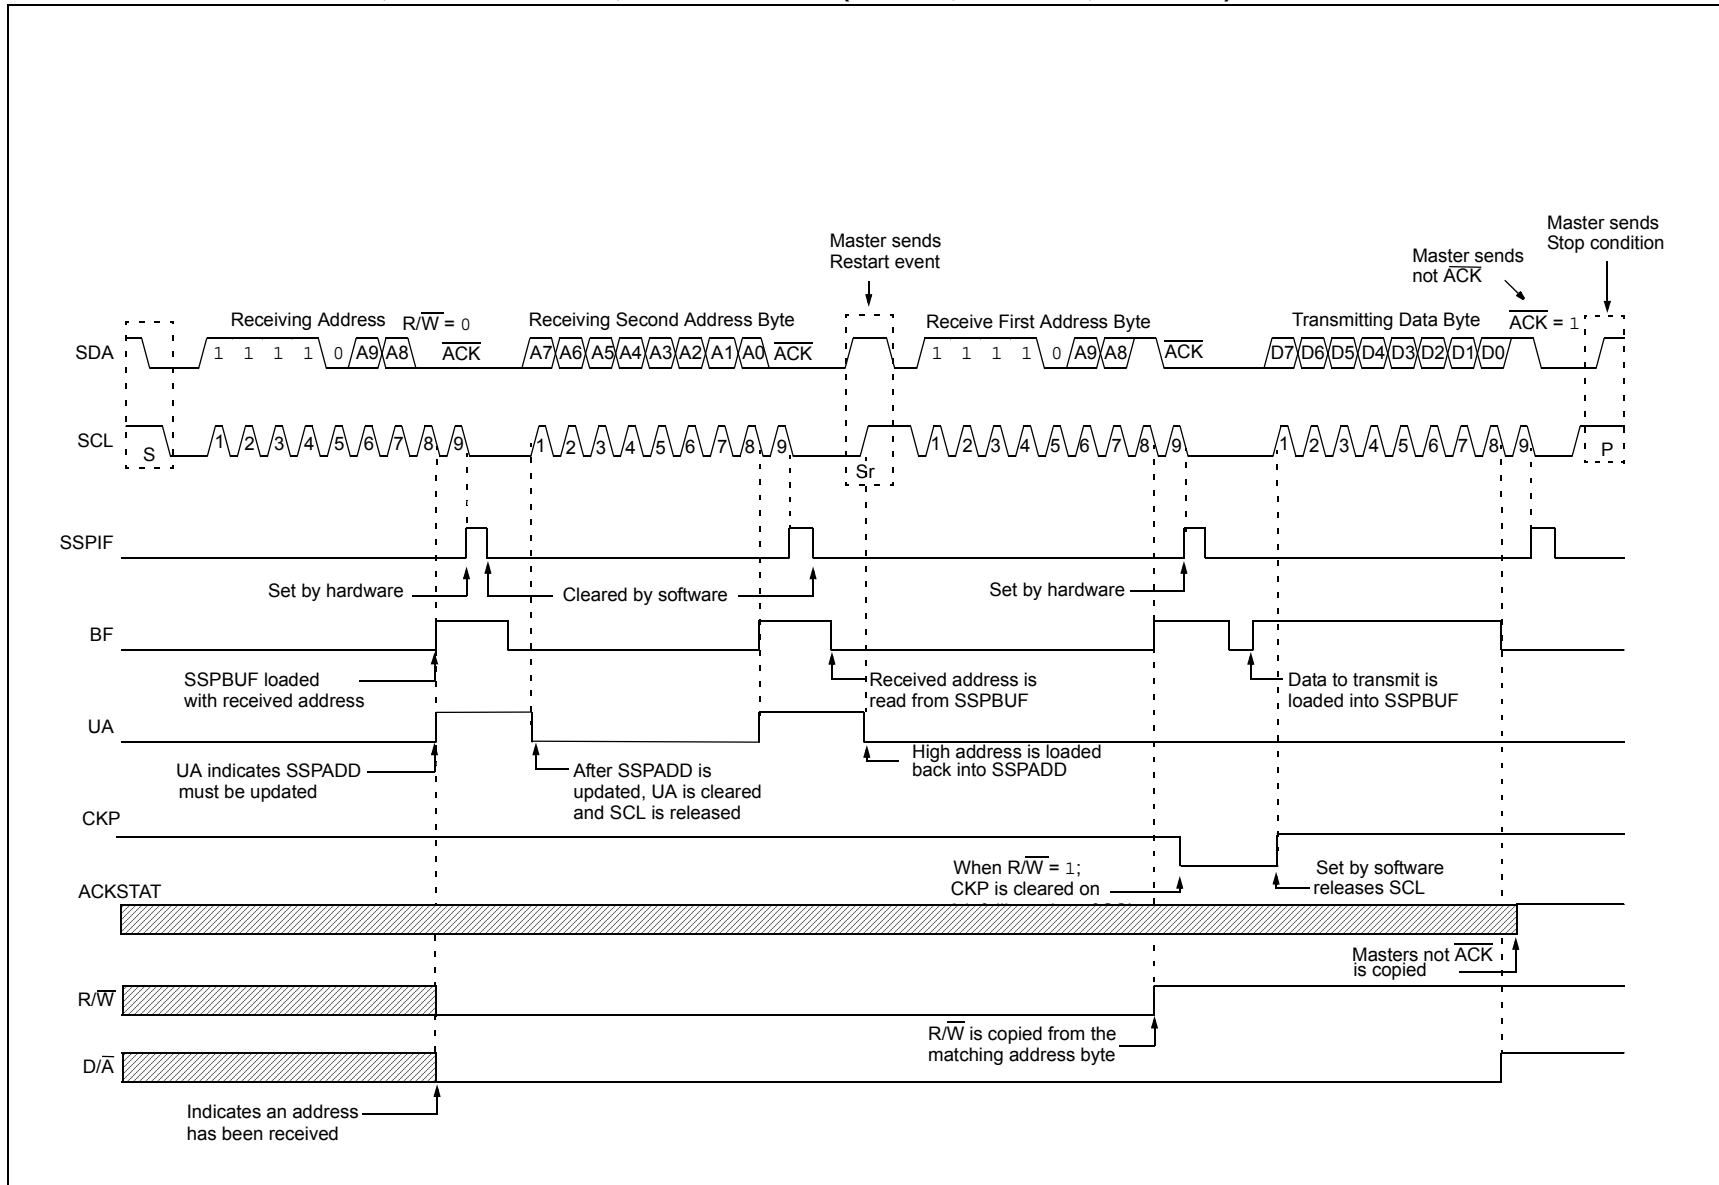 Master sends
Restart event
Master sends
Stop condition
Master sends
not ACK
Receiving Address R/W = 0
Receiving Second Address Byte
Receive First Address Byte
Transmitting Data Byte
ACK = 1
SDA
1 1 1 1 0 A9 A8 ACK
A7 A6 A5 A4 A3 A2 A1 A0 ACK
1 1 1 1 0 A9 A8 ACK
D7 D6 D5 D4 D3 D2 D1 D0
SCL
S
1 2 3 4 5 6 7 8 9
1 2 3 4 5 6 7 8 9
Sr
1 2 3 4 5 6 7 8 9
1 2 3 4 5 6 7 8 9
P
SSPIF
Set by hardware
Cleared by software
Set by hardware
BF
SSPBUF loaded
with received address
Received address is
read from SSPBUF
Data to transmit is
loaded into SSPBUF
UA
UA indicates SSPADD
must be updated
After SSPADD is
updated, UA is cleared
and SCL is released
High address is loaded
back into SSPADD
CKP
When R/W = 1;
CKP is cleared on
Set by software
releases SCL
ACKSTAT
Masters not ACK
is copied
R/W
R/W is copied from the
matching address byte
D/A
Indicates an address
has been received